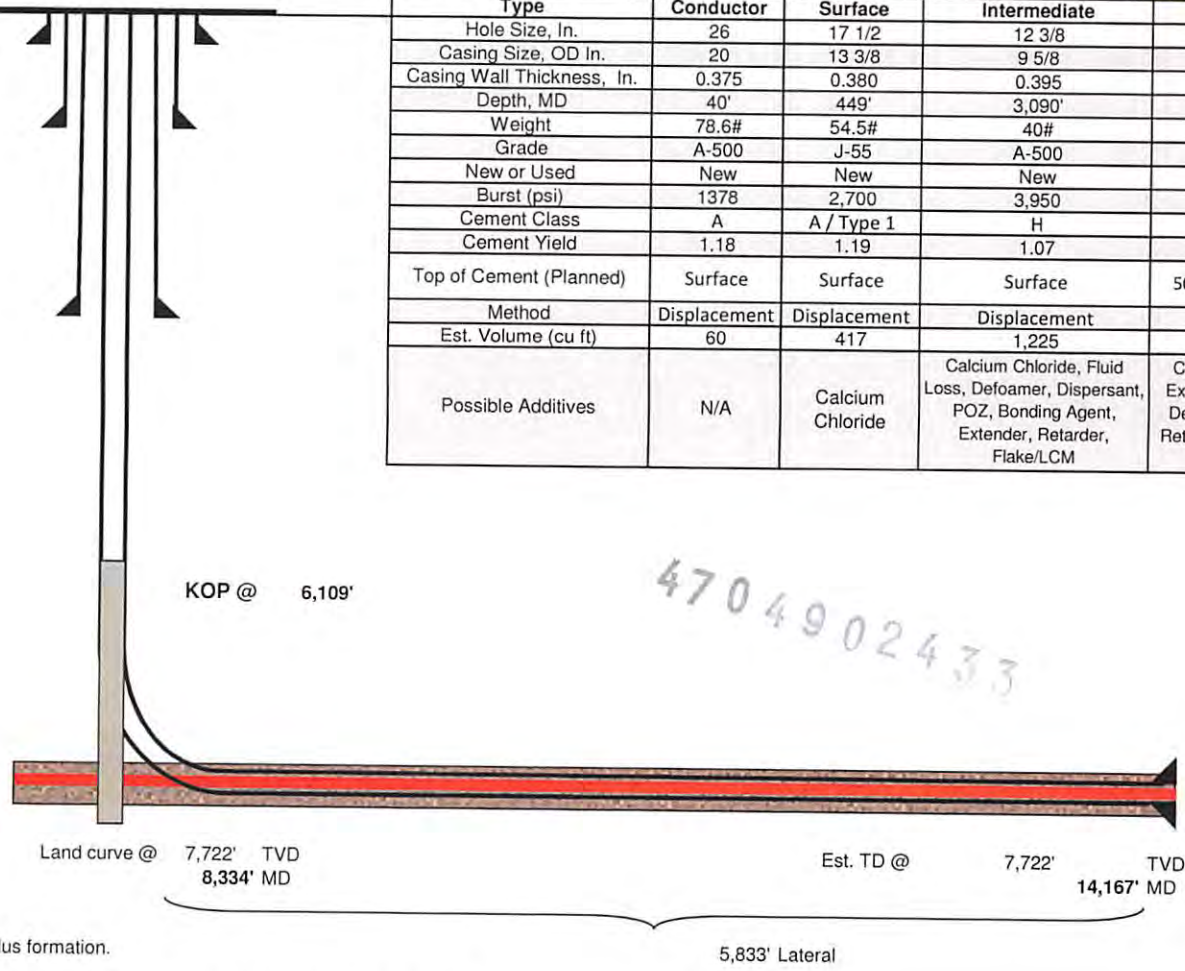 Type Conductor Surface Intermediate
Hole Size, In. 26 17 1/2 12 3/8
Casing Size, OD In. 20 13 3/8 9 5/8
Casing Wall Thickness, In. 0.375 0.380 0.395
Depth, MD 40' 449' 3,090'
Weight 78.6# 54.5# 40#
Grade A-500 J-55 A-500
New or Used New New New
Burst (psi) 1378 2,700 3,950
Cement Class A A / Type 1 H
Cement Yield 1.18 1.19 1.07
Top of Cement (Planned) Surface Surface Surface
Method Displacement Displacement Displacement
Est. Volume (cu ft) 60 417 1,225
Possible Additives N/A Calcium
Chloride
Calcium Chloride, Fluid
Loss, Defoamer, Dispersant,
POZ, Bonding Agent,
Extender, Retarder,
Flake/LCM
KOP @ 6,109'
4704902433
Land curve @ 7,722' TVD
8,334' MD
Est. TD @ 7,722' TVD
14,167' MD
formation.
5,833' Lateral